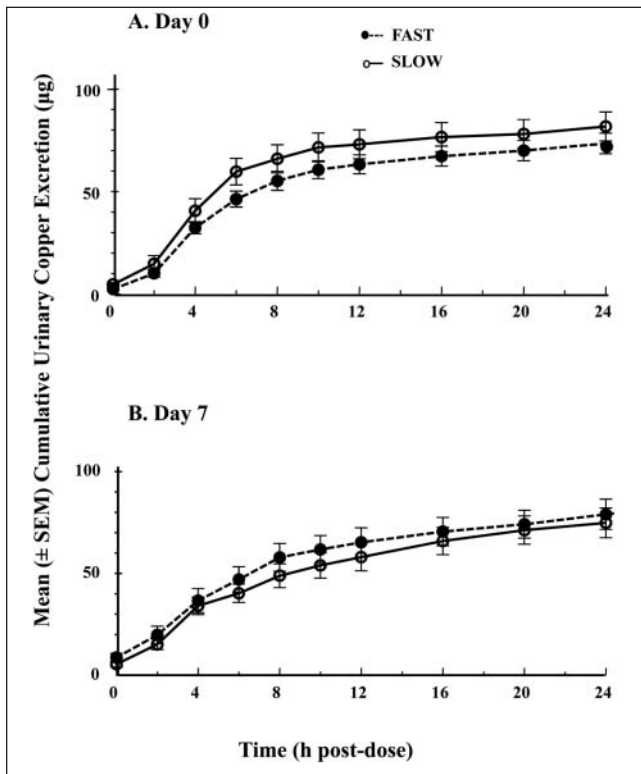 A. Day 0
FAST
SLOW
100
50
0
0 4 8 12 16 20 24
Mean (± SEM) Cumulative Urinary Copper Excretion (µg)
B. Day 7
100
50
0
0 4 8 12 16 20 24
Time (h post-dose)